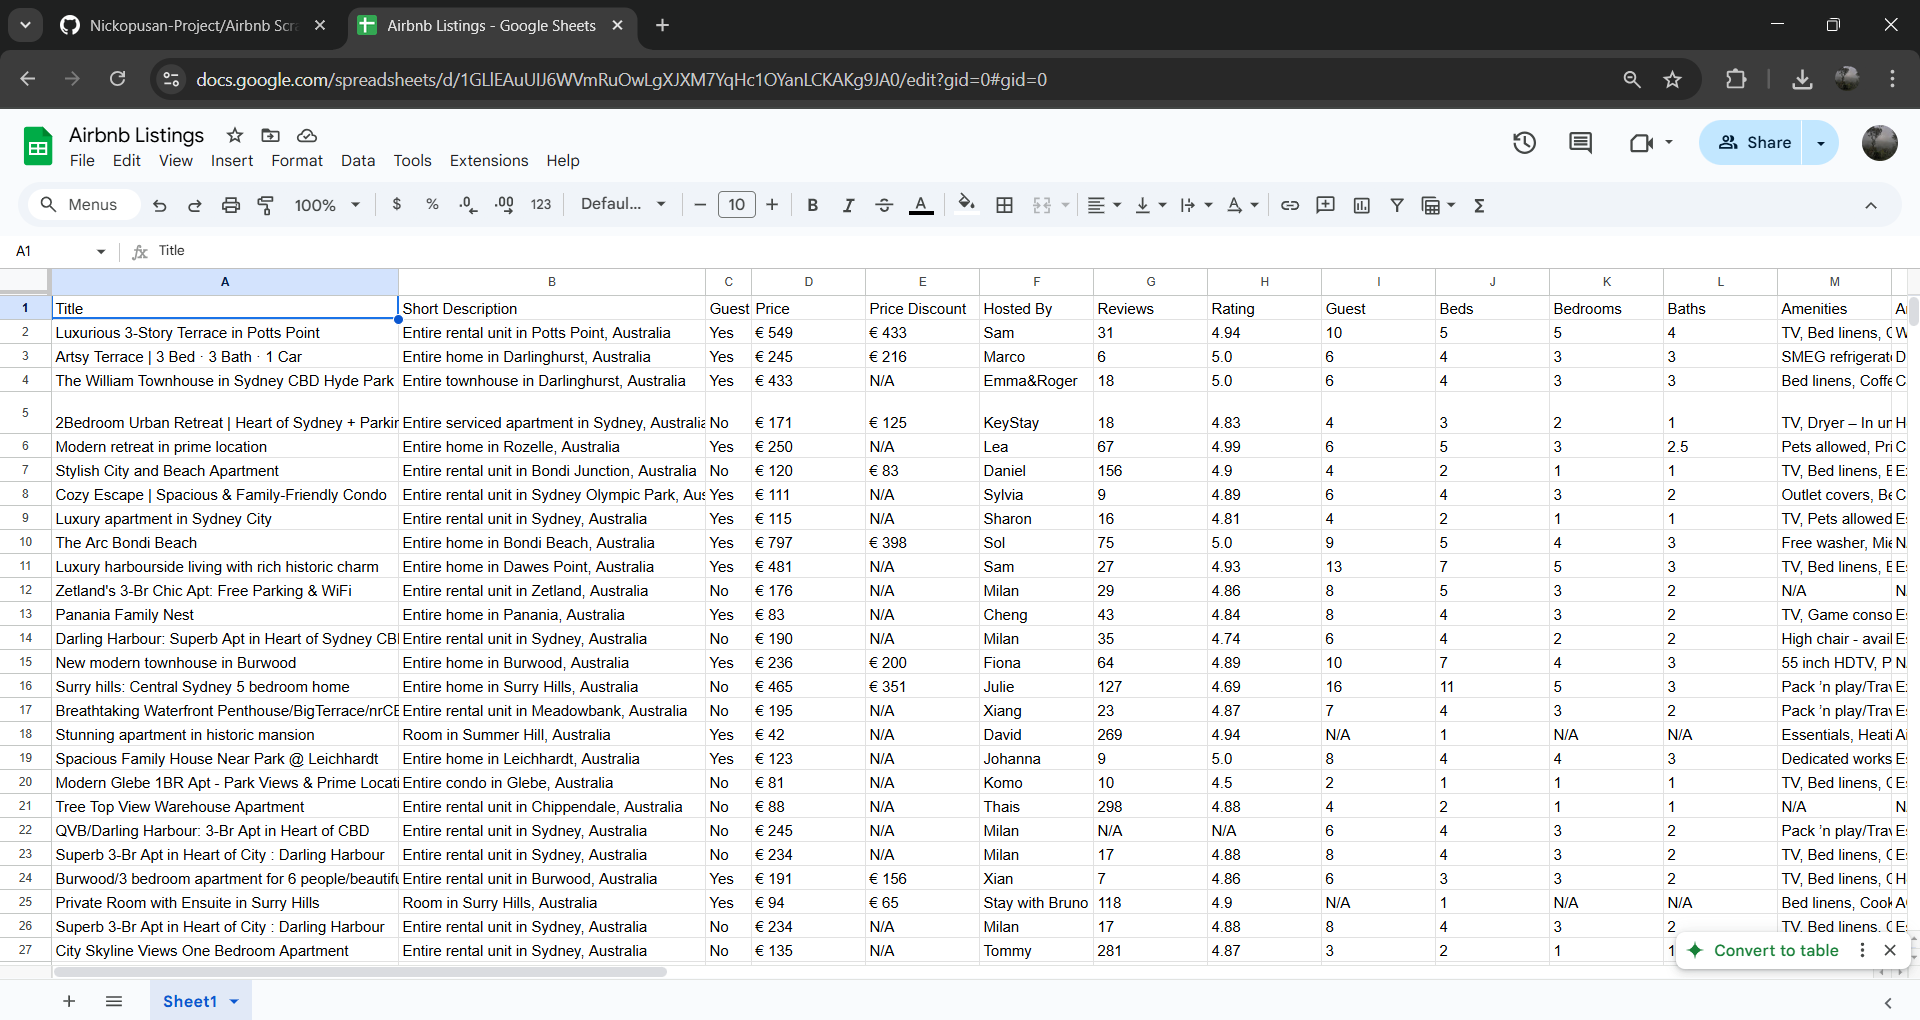 Nickopusan-Project/Airbnb Scr
Airbnb Listings - Google Sheets
docs.google.com/spreadsheets/d/1GLlEAuUIJ6WVmRuOwLgXJXM7YqHc1OYanLCKAKg9JA0/edit?gid=0#gid=0
Airbnb Listings
File Edit View Insert Format Data Tools Extensions Help
Share
Menus 100% $ % .0 .00 123 Defaul... 10 B I A
A1 fx Title
A B C D E F G H I J K L M
1 Title Short Description Guest Price Price Discount Hosted By Reviews Rating Guest Beds Bedrooms Baths Amenities
2 Luxurious 3-Story Terrace in Potts Point Entire rental unit in Potts Point, Australia Yes € 549 € 433 Sam 31 4.94 10 5 5 4 TV, Bed linens,
3 Artsy Terrace | 3 Bed · 3 Bath · 1 Car Entire home in Darlinghurst, Australia Yes € 245 € 216 Marco 6 5.0 6 4 3 3 SMEG refrigerat D
4 The William Townhouse in Sydney CBD Hyde Park Entire townhouse in Darlinghurst, Australia Yes € 433 N/A Emma&Roger 18 5.0 6 4 3 3 Bed linens, Coffe C
5 2Bedroom Urban Retreat | Heart of Sydney + Parkir Entire serviced apartment in Sydney, Australia No € 171 € 125 KeyStay 18 4.83 4 3 2 1 TV, Dryer – In un H
6 Modern retreat in prime location Entire home in Rozelle, Australia Yes € 250 N/A Lea 67 4.99 6 5 3 2.5 Pets allowed, Pri C
7 Stylish City and Beach Apartment Entire rental unit in Bondi Junction, Australia No € 120 € 83 Daniel 156 4.9 4 2 1 1 TV, Bed linens, E
8 Cozy Escape | Spacious & Family-Friendly Condo Entire rental unit in Sydney Olympic Park, Aus Yes € 111 N/A Sylvia 9 4.89 6 4 3 2 Outlet covers, Be C
9 Luxury apartment in Sydney City Entire rental unit in Sydney, Australia Yes € 115 N/A Sharon 16 4.81 4 2 1 1 TV, Pets allowed E
10 The Arc Bondi Beach Entire home in Bondi Beach, Australia Yes € 797 € 398 Sol 75 5.0 9 5 4 3 Free washer, Mi N
11 Luxury harbourside living with rich historic charm Entire home in Dawes Point, Australia Yes € 481 N/A Sam 27 4.93 13 7 5 3 TV, Bed linens, E
12 Zetland's 3-Br Chic Apt: Free Parking & WiFi Entire rental unit in Zetland, Australia No € 176 N/A Milan 29 4.86 8 5 3 2 N/A N
13 Panania Family Nest Entire home in Panania, Australia Yes € 83 N/A Cheng 43 4.84 8 4 3 2 TV, Game conso E
14 Darling Harbour: Superb Apt in Heart of Sydney CB Entire rental unit in Sydney, Australia No € 190 N/A Milan 35 4.74 6 4 2 2 High chair - avail E
15 New modern townhouse in Burwood Entire home in Burwood, Australia Yes € 236 € 200 Fiona 64 4.89 10 7 4 3 55 inch HDTV, P N
16 Surry hills: Central Sydney 5 bedroom home Entire home in Surry Hills, Australia No € 465 € 351 Julie 127 4.69 16 11 5 3 Pack ’n play/Trav E
17 Breathtaking Waterfront Penthouse/BigTerrace/nrCE Entire rental unit in Meadowbank, Australia No € 195 N/A Xiang 23 4.87 7 4 3 2 Pack ’n play/Trav E
18 Stunning apartment in historic mansion Room in Summer Hill, Australia Yes € 42 N/A David 269 4.94 N/A 1 N/A N/A Essentials, Heati Ai
19 Spacious Family House Near Park @ Leichhardt Entire home in Leichhardt, Australia Yes € 123 N/A Johanna 9 5.0 8 4 4 3 Dedicated works E
20 Modern Glebe 1BR Apt - Park Views & Prime Locati Entire condo in Glebe, Australia No € 81 N/A Komo 10 4.5 2 1 1 1 TV, Bed linens, E
21 Tree Top View Warehouse Apartment Entire rental unit in Chippendale, Australia No € 88 N/A Thais 298 4.88 4 2 1 1 N/A N
22 QVB/Darling Harbour: 3-Br Apt in Heart of CBD Entire rental unit in Sydney, Australia No € 245 N/A Milan N/A N/A 6 4 3 2 Pack ’n play/Trav E
23 Superb 3-Br Apt in Heart of City : Darling Harbour Entire rental unit in Sydney, Australia No € 234 N/A Milan 17 4.88 8 4 3 2 TV, Bed linens, E
24 Burwood/3 bedroom apartment for 6 people/beautifu Entire rental unit in Burwood, Australia Yes € 191 € 156 Xian 7 4.86 6 3 3 2 TV, Bed linens, H
25 Private Room with Ensuite in Surry Hills Room in Surry Hills, Australia Yes € 94 € 65 Stay with Bruno 118 4.9 N/A 1 N/A N/A Bed linens, Cook A
26 Superb 3-Br Apt in Heart of City : Darling Harbour Entire rental unit in Sydney, Australia No € 234 N/A Milan 17 4.88 8 4 3 2 TV, Bed linens, E
27 City Skyline Views One Bedroom Apartment Entire rental unit in Sydney, Australia No € 135 N/A Tommy 281 4.87 3 2 1 1
Convert to table
Sheet1